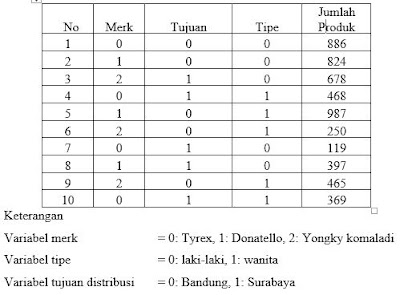 No Merk Tujuan Tipe Jumlah Produk
1 0 0 0 886
2 1 0 0 824
3 2 1 0 678
4 0 1 1 468
5 1 0 1 987
6 2 0 1 250
7 0 1 0 119
8 1 1 0 397
9 2 0 1 465
10 0 1 1 369
Keterangan
Variabel merk = 0: Tyrex, 1: Donatello, 2: Yongky komaladi
Variabel tipe = 0: laki-laki, 1: wanita
Variabel tujuan distribusi = 0: Bandung, 1: Surabaya